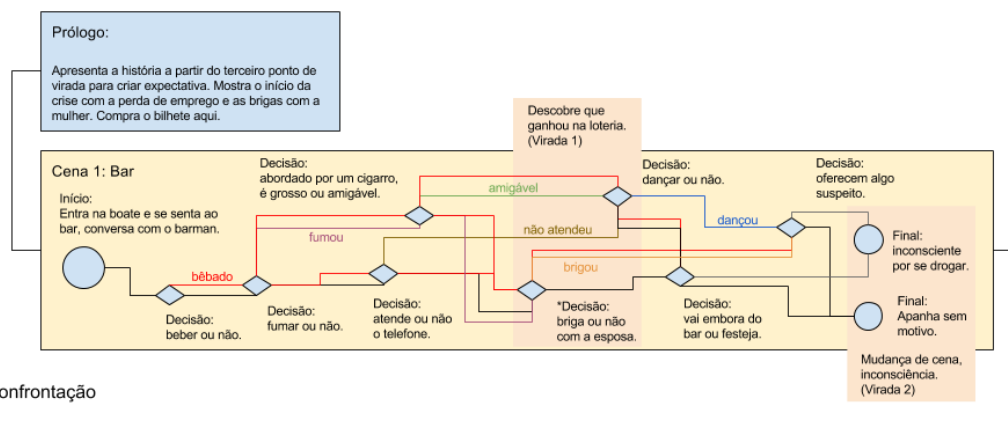 Prólogo:
Apresenta a história a partir do terceiro ponto de
virada para criar expectativa. Mostra o início da
crise com a perda de emprego e as brigas com a
mulher. Compra o bilhete aqui.
Descobre que
ganhou na loteria.
(Virada 1)
Cena 1: Bar
Início:
Entra na boate e se senta ao
bar, conversa com o barman.
Decisão:
abordado por um cigarro,
é grosso ou amigável.
Decisão:
dançar ou não.
Decisão:
oferecem algo
suspeito.
amigável
fumou
não atendeu
dançou
bêbado
brigou
Decisão:
beber ou não.
Decisão:
fumar ou não.
Decisão:
atende ou não
o telefone.
*Decisão:
briga ou não
com a esposa.
Decisão:
vai embora do
bar ou festeja.
Final:
inconsciente
por se drogar.
Final:
Apanha sem
motivo.
Mudança de cena,
inconsciência.
(Virada 2)
onfrontação